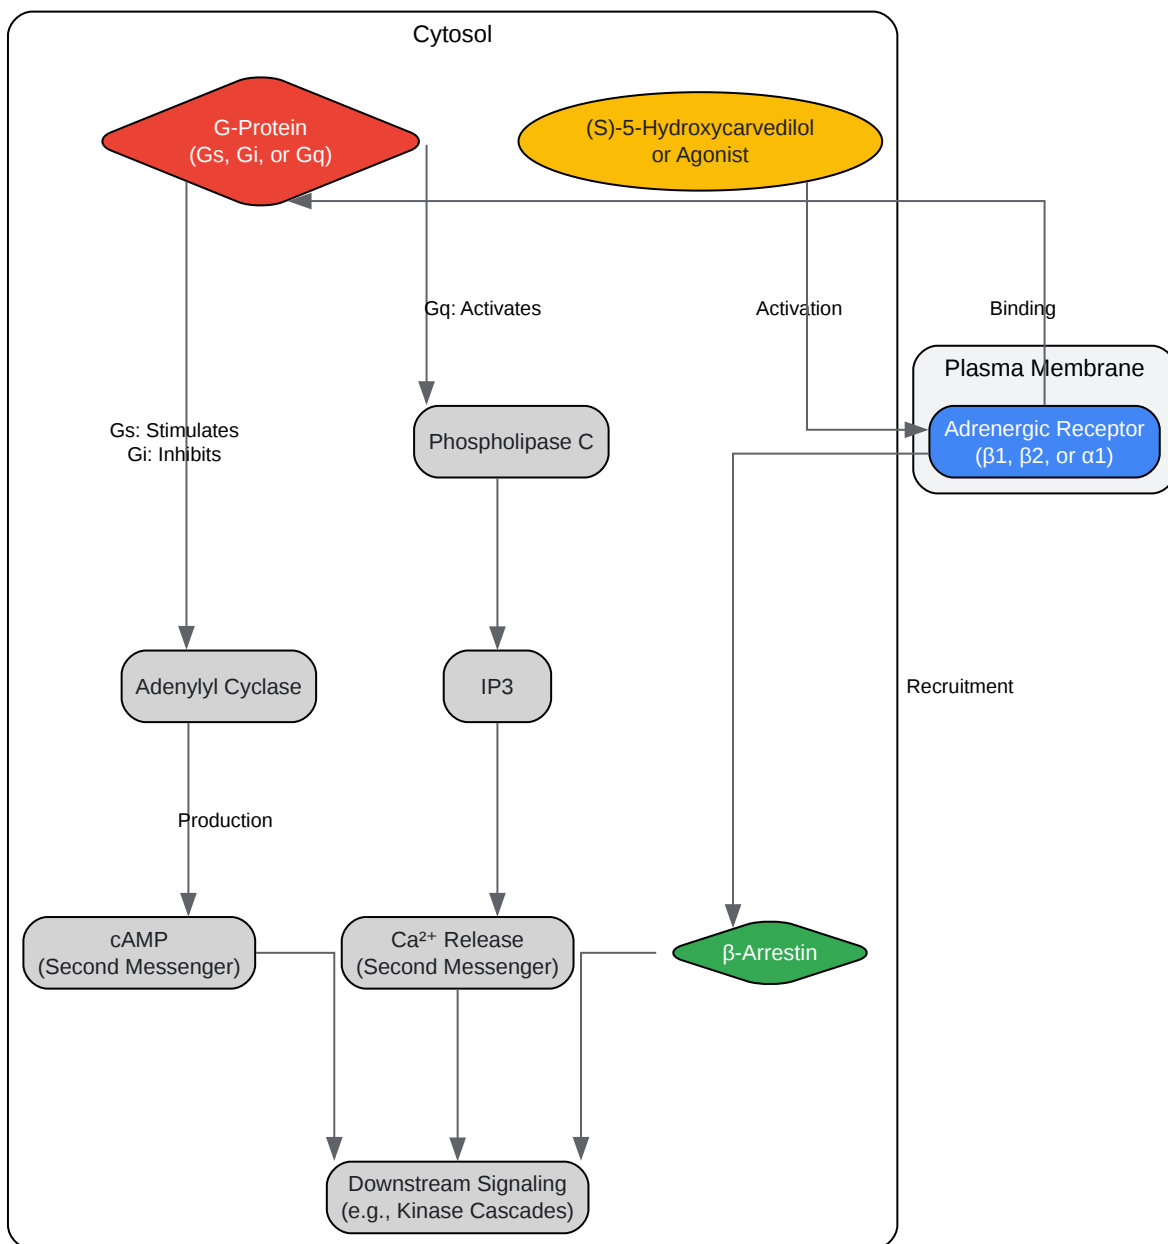 Cytosol
G-Protein
(Gs, Gi, or Gq)
(S)-5-Hydroxycarvedilol
or Agonist
Gq: Activates
Activation
Binding
Plasma Membrane
Gs: Stimulates
Gi: Inhibits
Phospholipase C
Adrenergic Receptor
(β1, β2, or α1)
Adenylyl Cyclase
IP3
Recruitment
Production
cAMP
(Second Messenger)
Ca²⁺ Release
(Second Messenger)
β-Arrestin
Downstream Signaling
(e.g., Kinase Cascades)